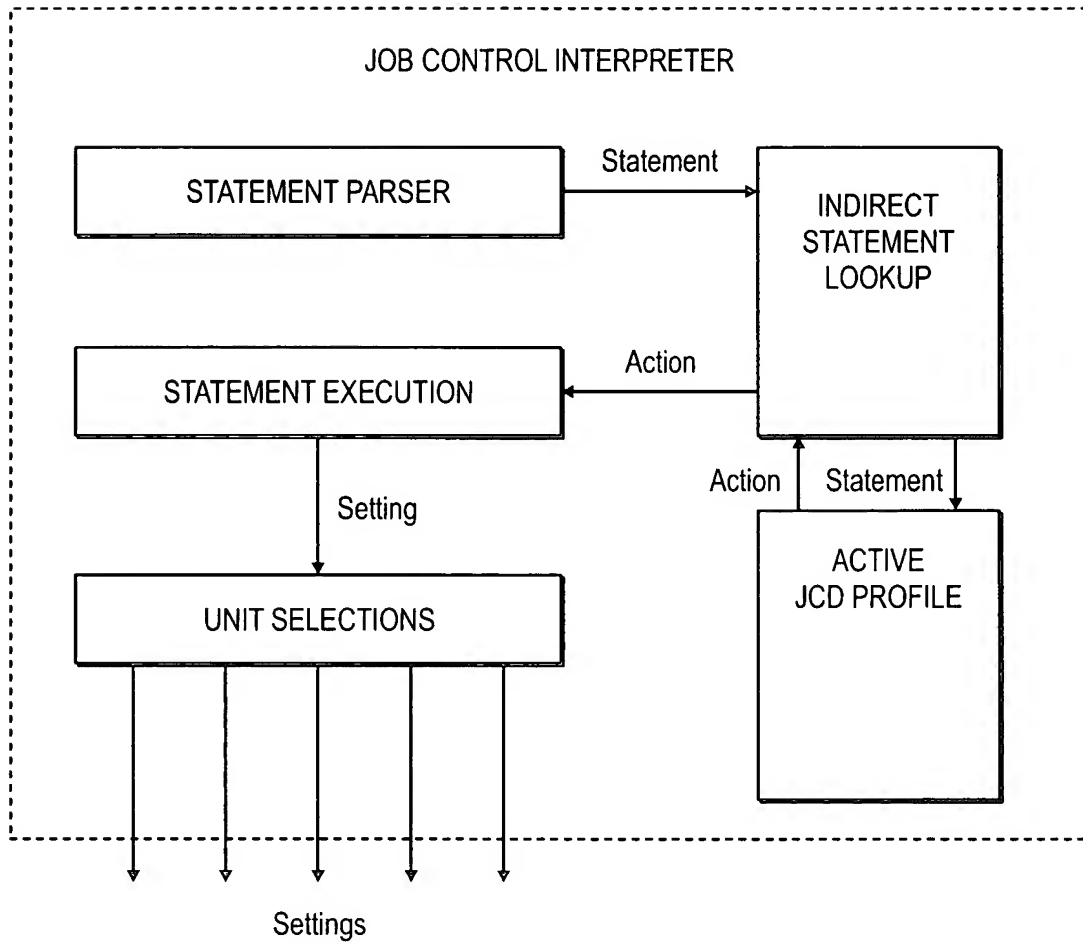 JOB CONTROL INTERPRETER
STATEMENT PARSER
Statement
INDIRECT
STATEMENT
LOOKUP
STATEMENT EXECUTION
Action
Action
Statement
Setting
ACTIVE
JCD PROFILE
UNIT SELECTIONS
Settings